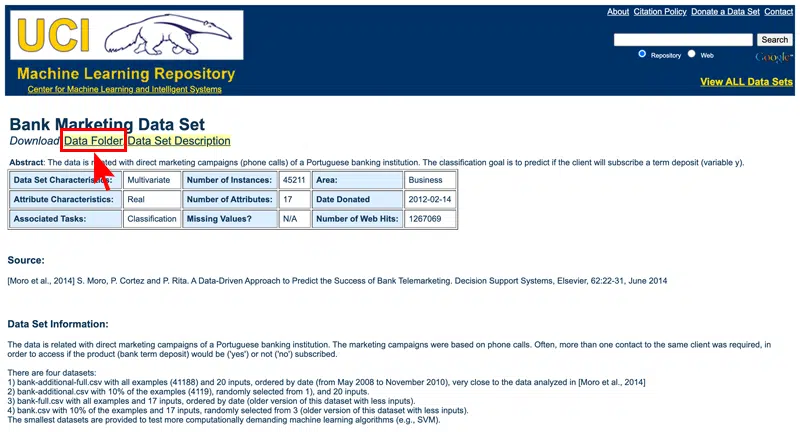 About Citation Policy Donate a Data Set Contact
UCI
Search
Repository Web Google
Machine Learning Repository
Center for Machine Learning and Intelligent Systems
View ALL Data Sets
Bank Marketing Data Set
Download Data Folder Data Set Description
Abstract: The data is related with direct marketing campaigns (phone calls) of a Portuguese banking institution. The classification goal is to predict if the client will subscribe a term deposit (variable y).
Data Set Characteristics: Multivariate Number of Instances: 45211 Area: Business
Attribute Characteristics: Real Number of Attributes: 17 Date Donated 2012-02-14
Associated Tasks: Classification Missing Values? N/A Number of Web Hits: 1267069
Source:
[Moro et al., 2014] S. Moro, P. Cortez and P. Rita. A Data-Driven Approach to Predict the Success of Bank Telemarketing. Decision Support Systems, Elsevier, 62:22-31, June 2014
Data Set Information:
The data is related with direct marketing campaigns of a Portuguese banking institution. The marketing campaigns were based on phone calls. Often, more than one contact to the same client was required, in
order to access if the product (bank term deposit) would be ('yes') or not ('no') subscribed.
There are four datasets:
1) bank-additional-full.csv with all examples (41188) and 20 inputs, ordered by date (from May 2008 to November 2010), very close to the data analyzed in [Moro et al., 2014]
2) bank-additional.csv with 10% of the examples (4119), randomly selected from 1), and 20 inputs.
3) bank-full.csv with all examples and 17 inputs, ordered by date (older version of this dataset with less inputs).
4) bank.csv with 10% of the examples and 17 inputs, randomly selected from 3 (older version of this dataset with less inputs).
The smallest datasets are provided to test more computationally demanding machine learning algorithms (e.g., SVM).